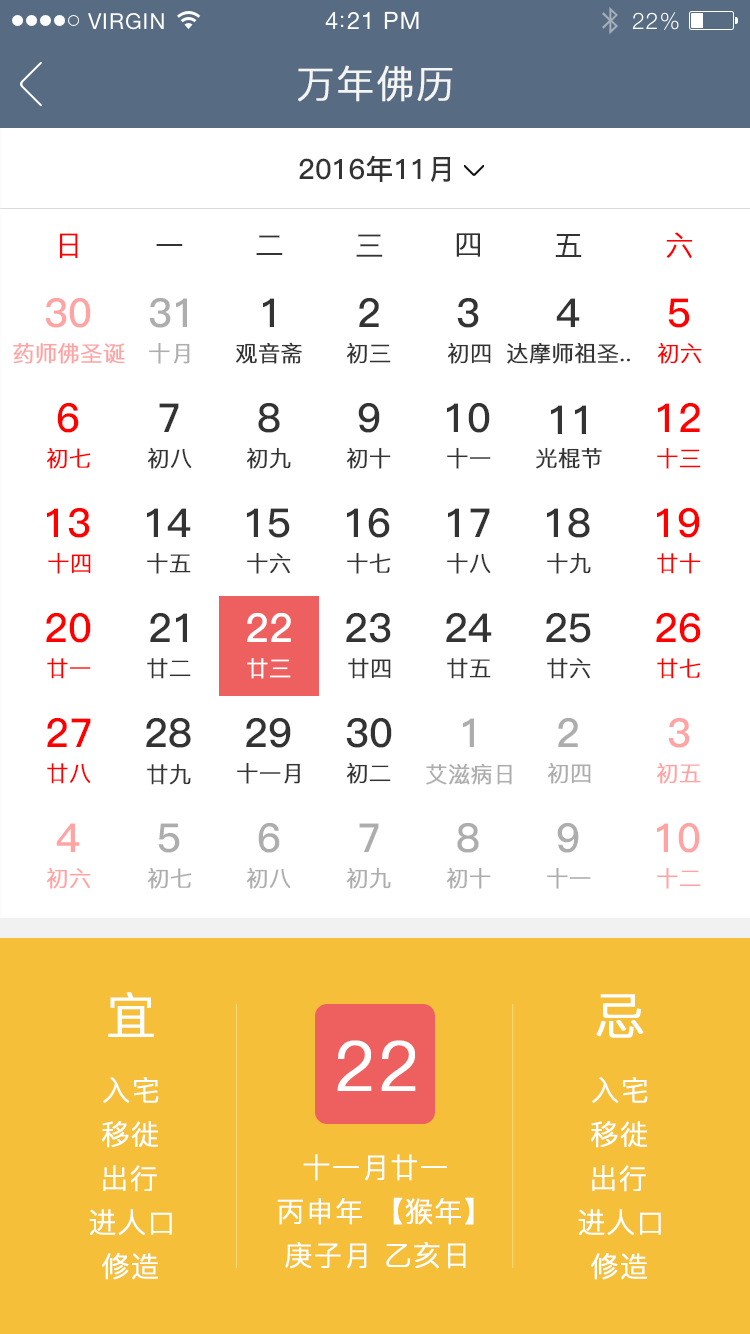 VIRGIN 4:21 PM 22%
万年佛历
2016年11月
日 一 二 三 四 五 六
30 31 1 2 3 4 5
药师佛圣诞 十月 观音斋 初三 初四 达摩师祖圣.. 初六
6 7 8 9 10 11 12
初七 初八 初九 初十 十一 光棍节 十三
13 14 15 16 17 18 19
十四 十五 十六 十七 十八 十九 廿十
20 21 22 23 24 25 26
廿一 廿二 廿三 廿四 廿五 廿六 廿七
27 28 29 30 1 2 3
廿八 廿九 十一月 初二 艾滋病日 初四 初五
4 5 6 7 8 9 10
初六 初七 初八 初九 初十 十一 十二
宜
入宅
移徙
出行
进人口
修造
22
十一月廿一
丙申年 【猴年】
庚子月 乙亥日
忌
入宅
移徙
出行
进人口
修造